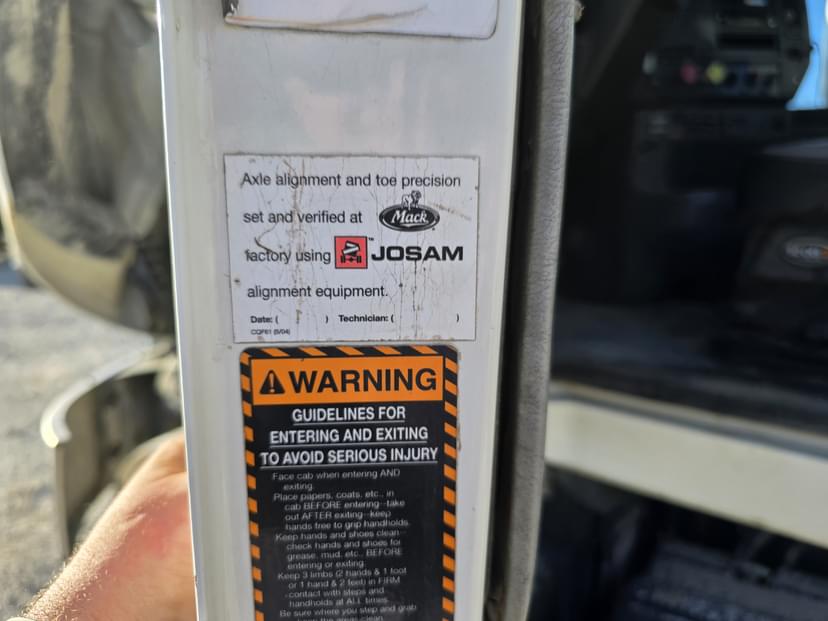 Axle alignment and toe precision
set and verified at Mack
factory using JOSAM
alignment equipment.
Date: ( ) Technician: ( )
CQF61 (5/04)
WARNING
GUIDELINES FOR
ENTERING AND EXITING
TO AVOID SERIOUS INJURY
Face cab when entering AND
exiting.
Place papers, coats, etc., in
cab BEFORE entering--take
out AFTER exiting--keep
hands free to grip handholds.
Keep hands and shoes clean--
check hands and shoes for
grease, mud, etc., BEFORE
entering or exiting.
Keep 3 limbs (2 hands & 1 foot
or 1 hand & 2 feet) in FIRM
contact with steps and
handholds at ALL times.
Be sure where you step and grab
keep the areas clean.